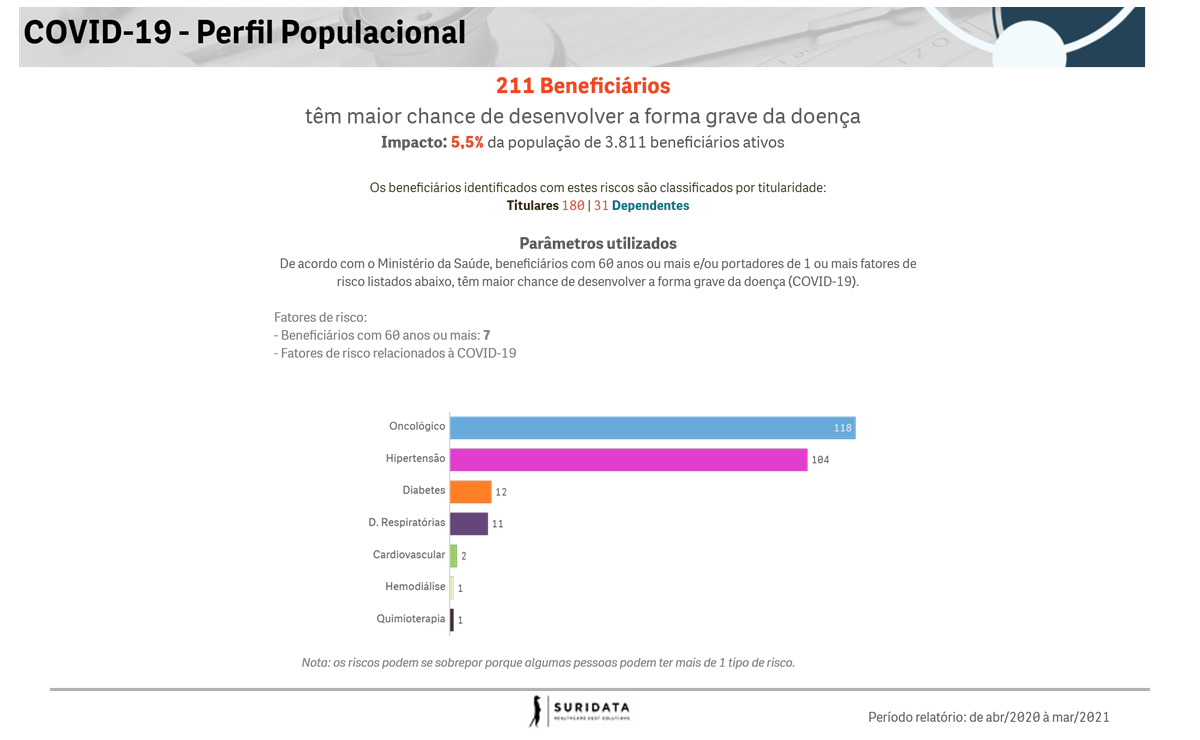 COVID-19 - Perfil Populacional
211 Beneficiários
têm maior chance de desenvolver a forma grave da doença
Impacto: 5,5% da população de 3.811 beneficiários ativos
Os beneficiários identificados com estes riscos são classificados por titularidade:
Titulares 180 | 31 Dependentes
Parâmetros utilizados
De acordo com o Ministério da Saúde, beneficiários com 60 anos ou mais e/ou portadores de 1 ou mais fatores de
risco listados abaixo, têm maior chance de desenvolver a forma grave da doença (COVID-19).
Fatores de risco:
- Beneficiários com 60 anos ou mais: 7
- Fatores de risco relacionados à COVID-19
Oncológico 118
Hipertensão 104
Diabetes 12
D. Respiratórias 11
Cardiovascular 2
Hemodiálise 1
Quimioterapia 1
Nota: os riscos podem se sobrepor porque algumas pessoas podem ter mais de 1 tipo de risco.
SURIDATA
HEALTHCARE COST SOLUTIONS
Período relatório: de abr/2020 à mar/2021